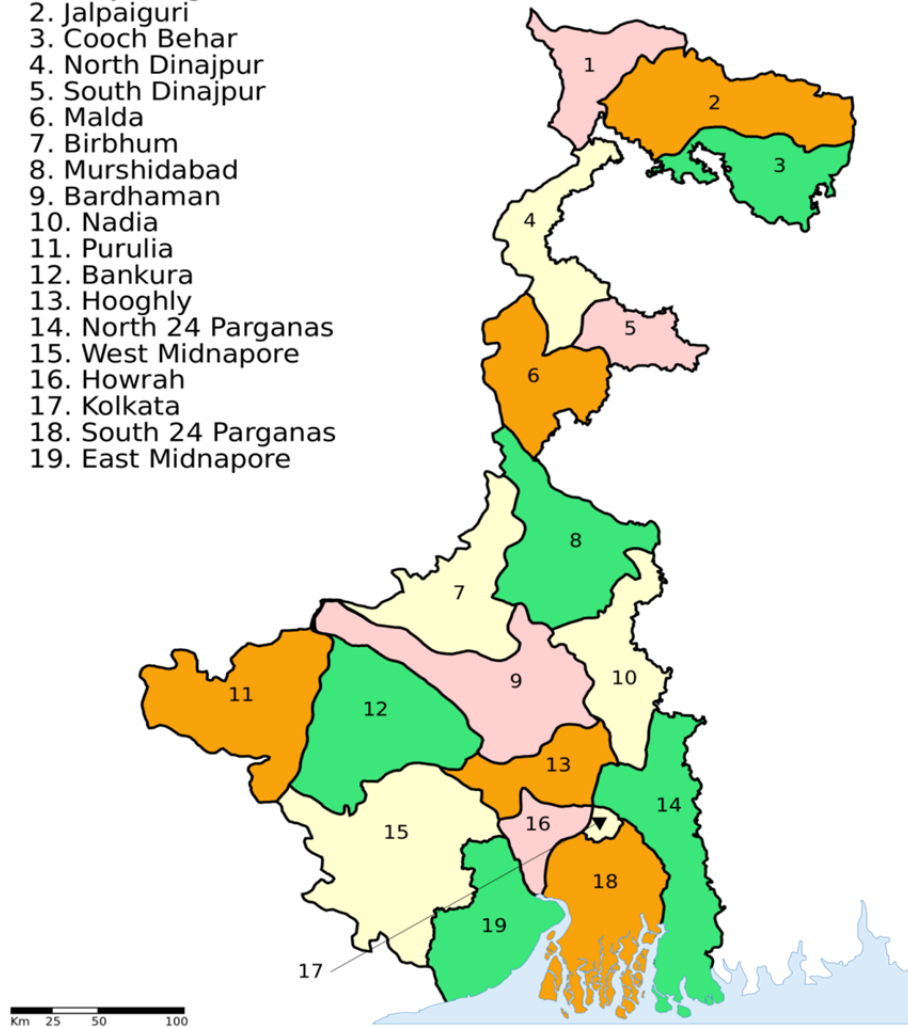 2. Jalpaiguri
3. Cooch Behar
4. North Dinajpur
5. South Dinajpur
6. Malda
7. Birbhum
8. Murshidabad
9. Bardhaman
10. Nadia
11. Purulia
12. Bankura
13. Hooghly
14. North 24 Parganas
15. West Midnapore
16. Howrah
17. Kolkata
18. South 24 Parganas
19. East Midnapore
1
2
3
4
5
6
8
7
10
9
11
12
13
14
16
15
18
19
17
Km 25 50 100